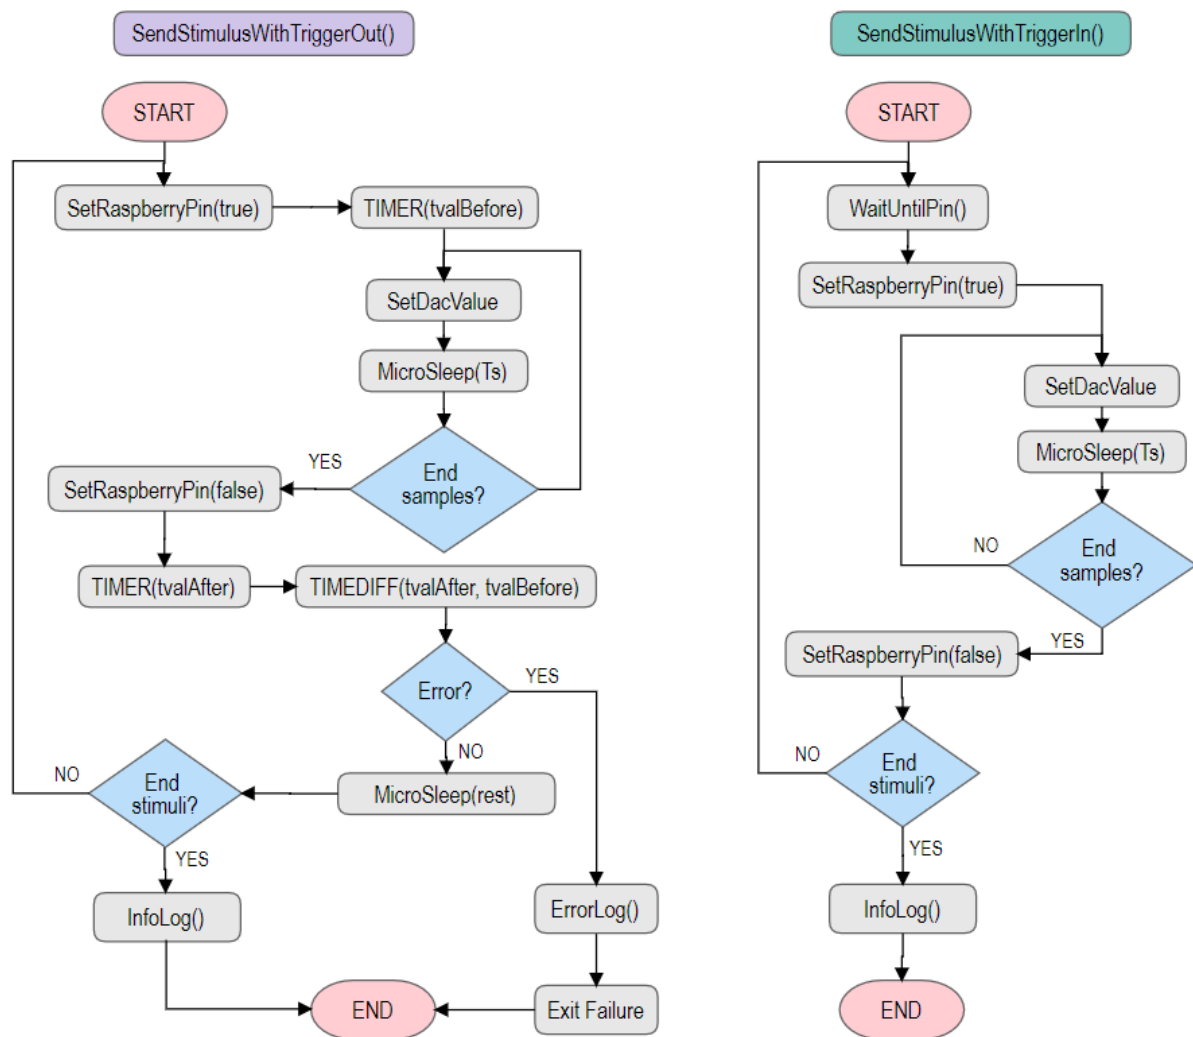 SendStimulusWithTriggerOut()
START
SetRaspberryPin(true)
TIMER(tvalBefore)
SetDacValue
MicroSleep(Ts)
End
samples?
YES
SetRaspberryPin(false)
TIMER(tvalAfter)
TIMEDIFF(tvalAfter, tvalBefore)
Error?
YES
NO
MicroSleep(rest)
End
stimuli?
NO
YES
InfoLog()
ErrorLog()
Exit Failure
END
SendStimulusWithTriggerIn()
START
WaitUntilPin()
SetRaspberryPin(true)
SetDacValue
MicroSleep(Ts)
End
samples?
NO
YES
SetRaspberryPin(false)
End
stimuli?
NO
YES
InfoLog()
END